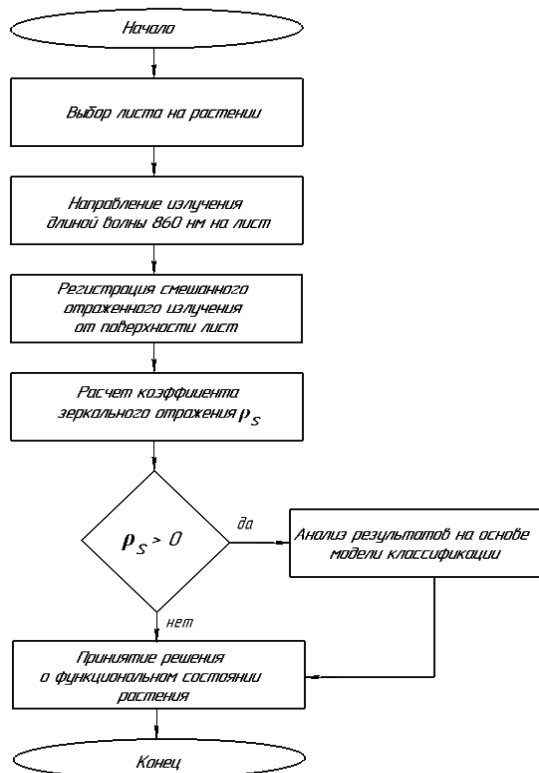 Начало
Выбор листа на растении
Направление излучения
длиной волны 860 нм на лист
Регистрация смешанного
отраженного излучения
от поверхности лист
Расчет коэффициента
зеркального отражения ρs
ρs > 0
да
Анализ результатов на основе
модели классификации
нет
Принятие решения
о функциональном состоянии
растения
Конец